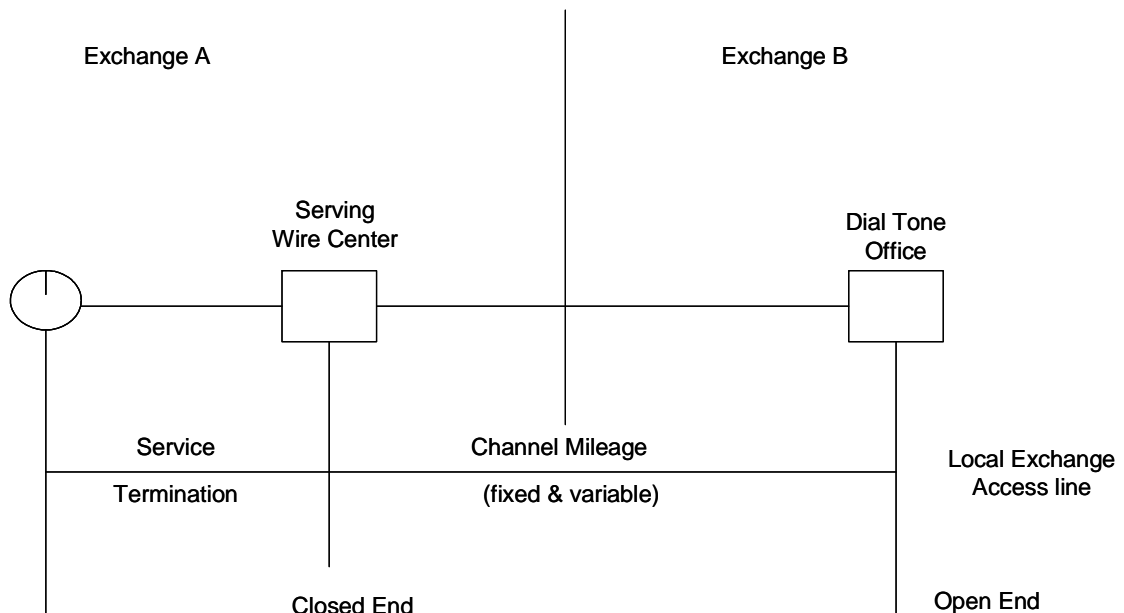 Exchange A
Exchange B
Serving
Wire Center
Dial Tone
Office
Service
Termination
Channel Mileage
(fixed & variable)
Local Exchange
Access line
Closed End
Open End